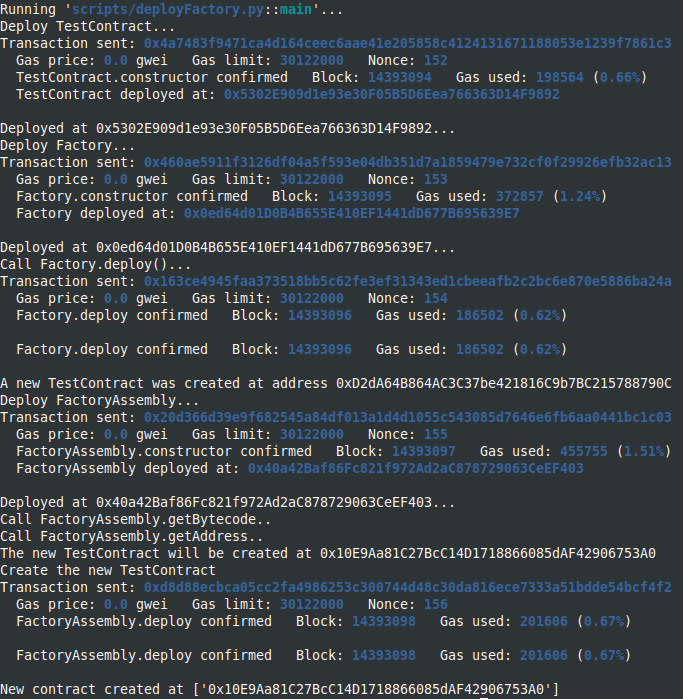 Running 'scripts/deployFactory.py::main'...
Deploy TestContract...
Transaction sent: 0x4a7483f9471ca4d164ceec6aae41e205858c4124131671188053e1239f7861c3
Gas price: 0.0 gwei   Gas limit: 30122000   Nonce: 152
TestContract.constructor confirmed   Block: 14393094   Gas used: 198564 (0.66%)
TestContract deployed at: 0x5302E909d1e93e30F05B5D6Eea766363D14F9892
Deployed at 0x5302E909d1e93e30F05B5D6Eea766363D14F9892...
Deploy Factory...
Transaction sent: 0x460ae5911f3126df04a5f593e04db351d7a1859479e732cf0f29926efb32ac13
Gas price: 0.0 gwei   Gas limit: 30122000   Nonce: 153
Factory.constructor confirmed   Block: 14393095   Gas used: 372857 (1.24%)
Factory deployed at: 0x0ed64d01D0B4B655E410EF1441dD677B695639E7
Deployed at 0x0ed64d01D0B4B655E410EF1441dD677B695639E7...
Call Factory.deploy()...
Transaction sent: 0x163ce4945faa373518bb5c62fe3ef31343ed1cbeeafb2c2bc6e870e5886ba24a
Gas price: 0.0 gwei   Gas limit: 30122000   Nonce: 154
Factory.deploy confirmed   Block: 14393096   Gas used: 186502 (0.62%)
Factory.deploy confirmed   Block: 14393096   Gas used: 186502 (0.62%)
A new TestContract was created at address 0xD2dA64B864AC3C37be421816C9b7BC215788790C
Deploy FactoryAssembly...
Transaction sent: 0x20d366d39e9f682545a84df013a1d4d1055c543085d7646e6fb6aa0441bc1c03
Gas price: 0.0 gwei   Gas limit: 30122000   Nonce: 155
FactoryAssembly.constructor confirmed   Block: 14393097   Gas used: 455755 (1.51%)
FactoryAssembly deployed at: 0x40a42Baf86Fc821f972Ad2aC878729063CeEF403
Deployed at 0x40a42Baf86Fc821f972Ad2aC878729063CeEF403...
Call FactoryAssembly.getBytecode..
Call FactoryAssembly.getAddress..
The new TestContract will be created at 0x10E9Aa81C27BcC14D1718866085dAF42906753A0
Create the new TestContract
Transaction sent: 0xd8d88ecbca05cc2fa4986253c300744d48c30da816ece7333a51bdde54bcf4f2
Gas price: 0.0 gwei   Gas limit: 30122000   Nonce: 156
FactoryAssembly.deploy confirmed   Block: 14393098   Gas used: 201606 (0.67%)
FactoryAssembly.deploy confirmed   Block: 14393098   Gas used: 201606 (0.67%)
New contract created at ['0x10E9Aa81C27BcC14D1718866085dAF42906753A0']